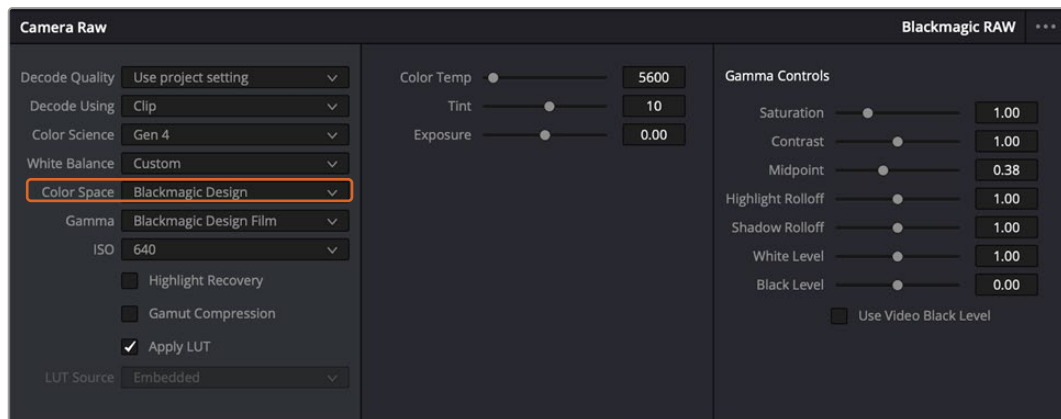 Camera Raw
Blackmagic RAW
Decode Quality Use project setting
Decode Using Clip
Color Science Gen 4
White Balance Custom
Color Space Blackmagic Design
Gamma Blackmagic Design Film
ISO 640
Highlight Recovery
Gamut Compression
Apply LUT
LUT Source Embedded
Color Temp 5600
Tint 10
Exposure 0.00
Gamma Controls
Saturation 1.00
Contrast 1.00
Midpoint 0.38
Highlight Rolloff 1.00
Shadow Rolloff 1.00
White Level 1.00
Black Level 0.00
Use Video Black Level